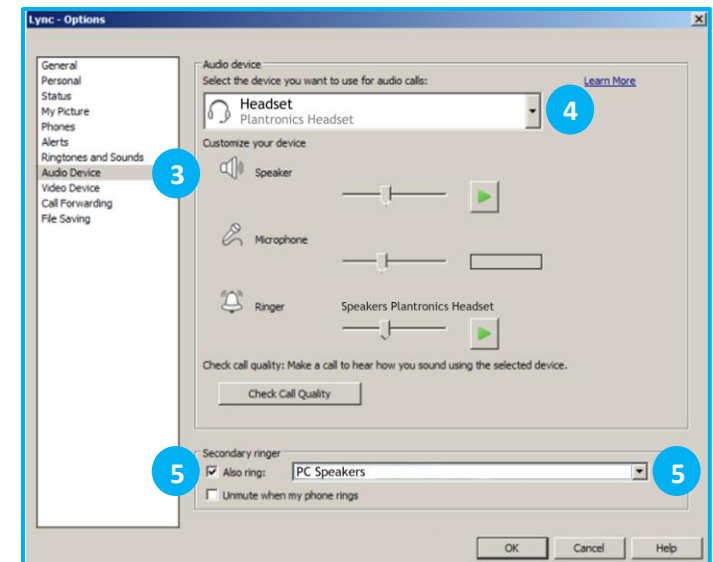 Lync - Options
General
Personal
Status
My Picture
Phones
Alerts
Ringtones and Sounds
Audio Device
Video Device
Call Forwarding
File Saving
3
Audio device
Select the device you want to use for audio calls:
Learn More
Headset
Plantronics Headset
4
Customize your device
Speaker
Microphone
Ringer
Speakers Plantronics Headset
Check call quality: Make a call to hear how you sound using the selected device.
Check Call Quality
Secondary ringer
5
Also ring:
PC Speakers
5
Unmute when my phone rings
OK
Cancel
Help